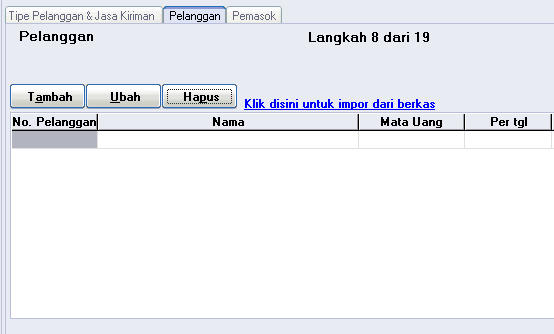 Tipe Pelanggan & Jasa Kiriman Pelanggan Pemasok
Pelanggan Langkah 8 dari 19
Tambah Ubah Hapus Klik disini untuk impor dari berkas
No. Pelanggan Nama Mata Uang Per tgl